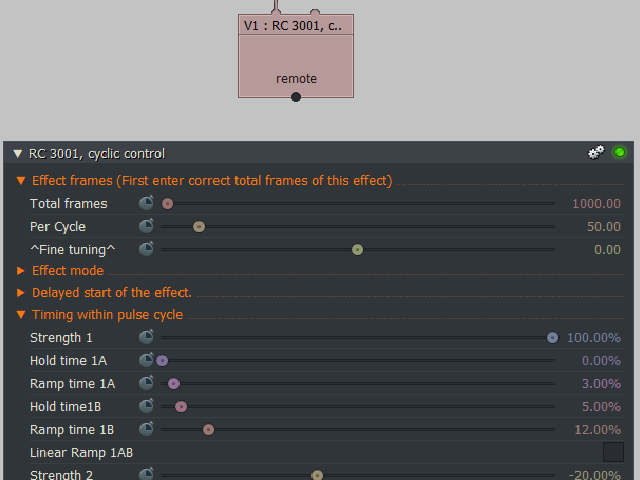 V1 : RC 3001, c..
remote
RC 3001, cyclic control
Effect frames (First enter correct total frames of this effect)
Total frames 1000.00
Per Cycle 50.00
^Fine tuning^ 0.00
Effect mode
Delayed start of the effect.
Timing within pulse cycle
Strength 1 100.00%
Hold time 1A 0.00%
Ramp time 1A 3.00%
Hold time1B 5.00%
Ramp time 1B 12.00%
Linear Ramp 1AB
Strength 2 -20.00%